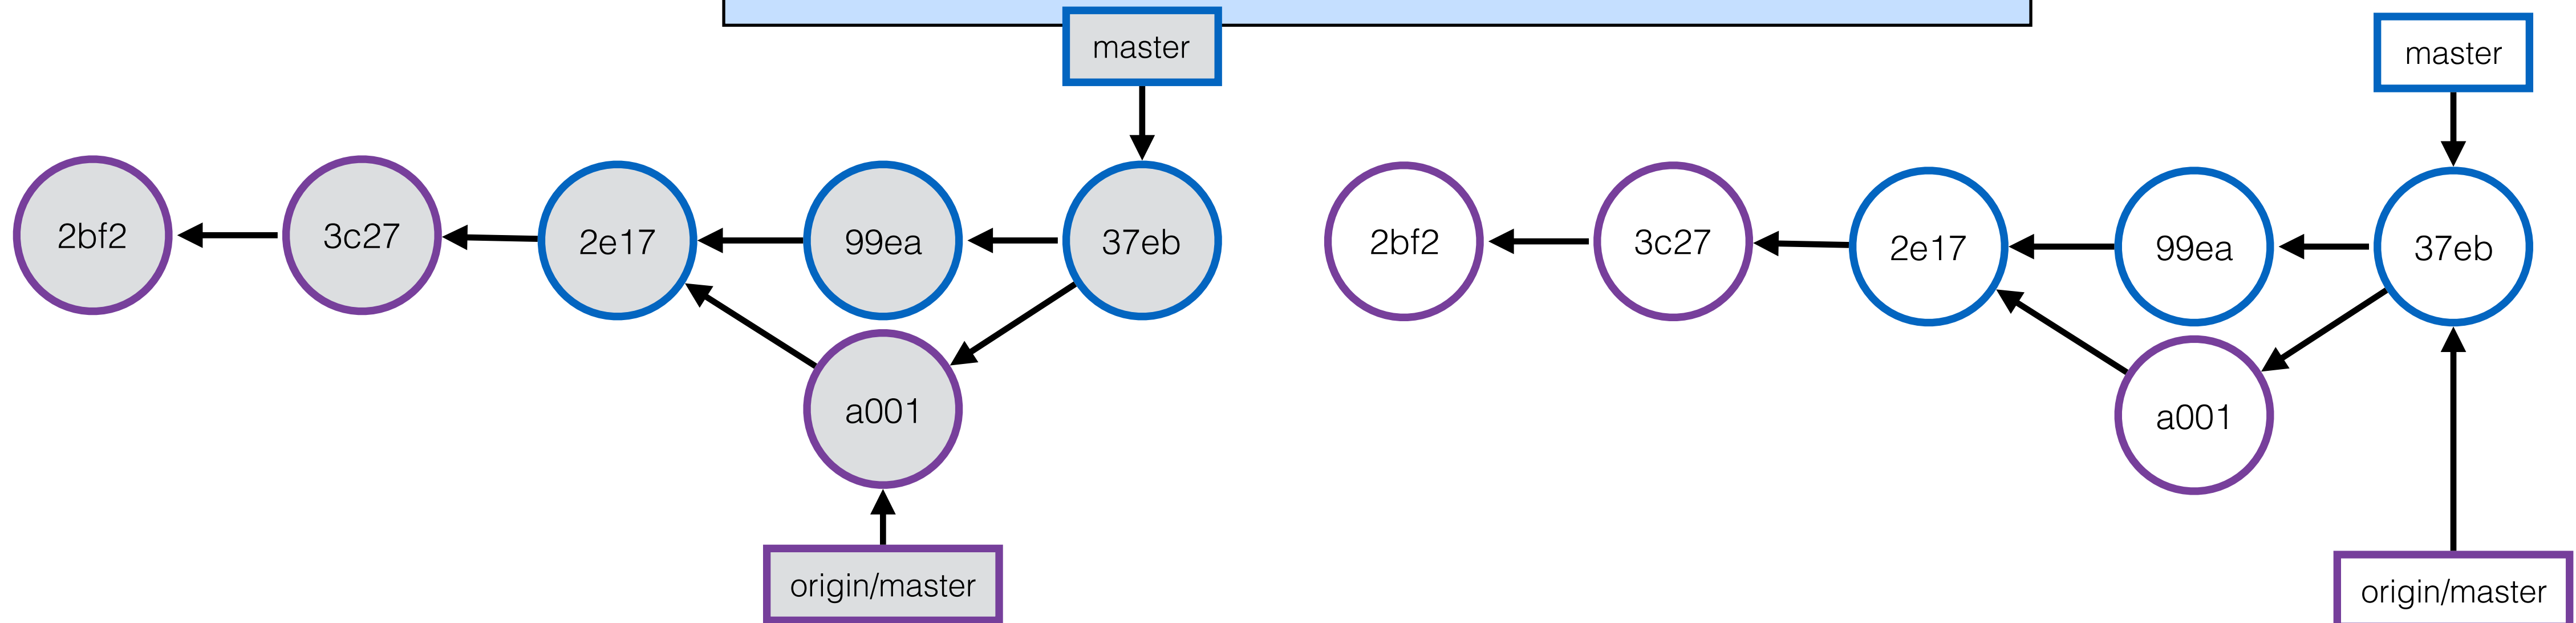 master
2bf2
3c27
2e17
99ea
37eb
a001
origin/master
master
2bf2
3c27
2e17
99ea
37eb
a001
origin/master